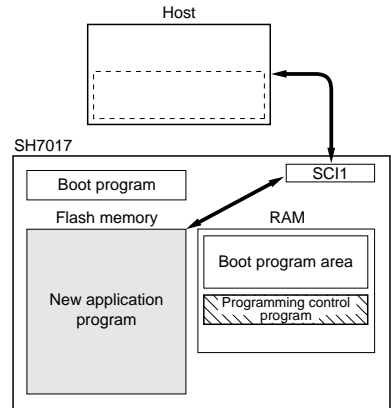 Host
SH7017
SCI1
Boot program
Flash memory
RAM
Boot program area
New application
program
Programming control
program